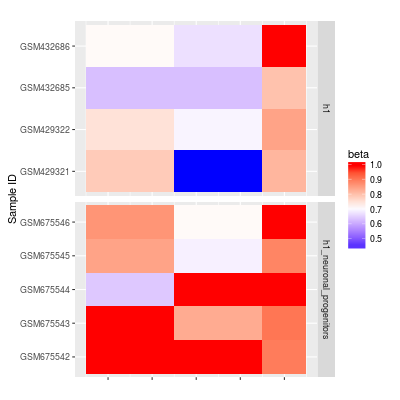 Sample ID
GSM432686
GSM432685
GSM429322
GSM429321
h1
GSM675546
GSM675545
GSM675544
GSM675543
GSM675542
h1_neuronal_progenitors
beta
1.0
0.9
0.8
0.7
0.6
0.5